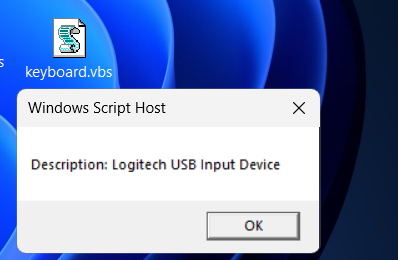 s
keyboard.vbs
Windows Script Host
Description: Logitech USB Input Device
OK